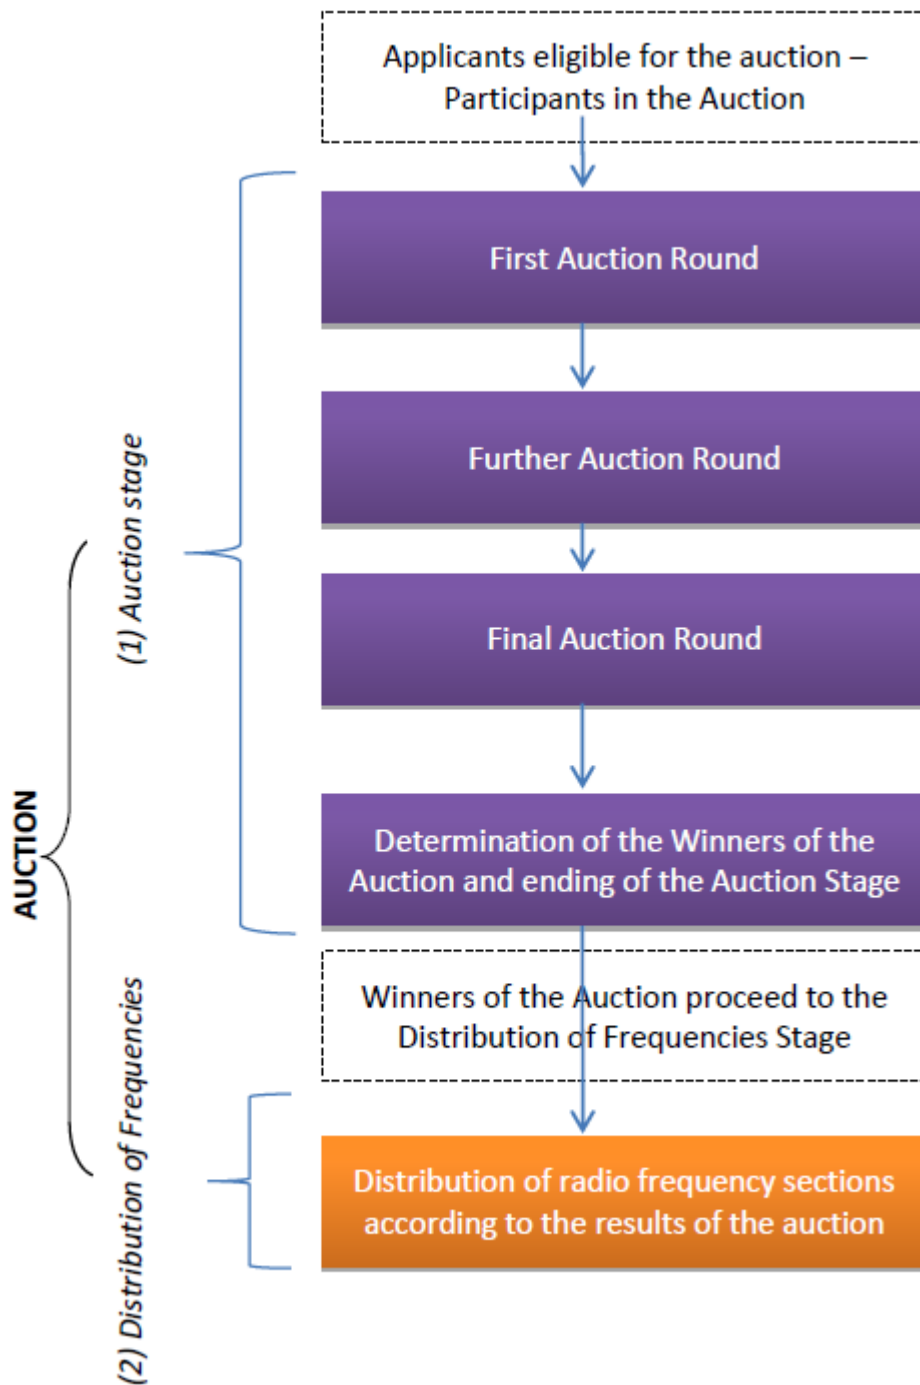 Applicants eligible for the auction –
Participants in the Auction
First Auction Round
Further Auction Round
(1) Auction stage
Final Auction Round
AUCTION
Determination of the Winners of the
Auction and ending of the Auction Stage
Winners of the Auction proceed to the
Distribution of Frequencies Stage
(2) Distribution of Frequencies
Distribution of radio frequency sections
according to the results of the auction